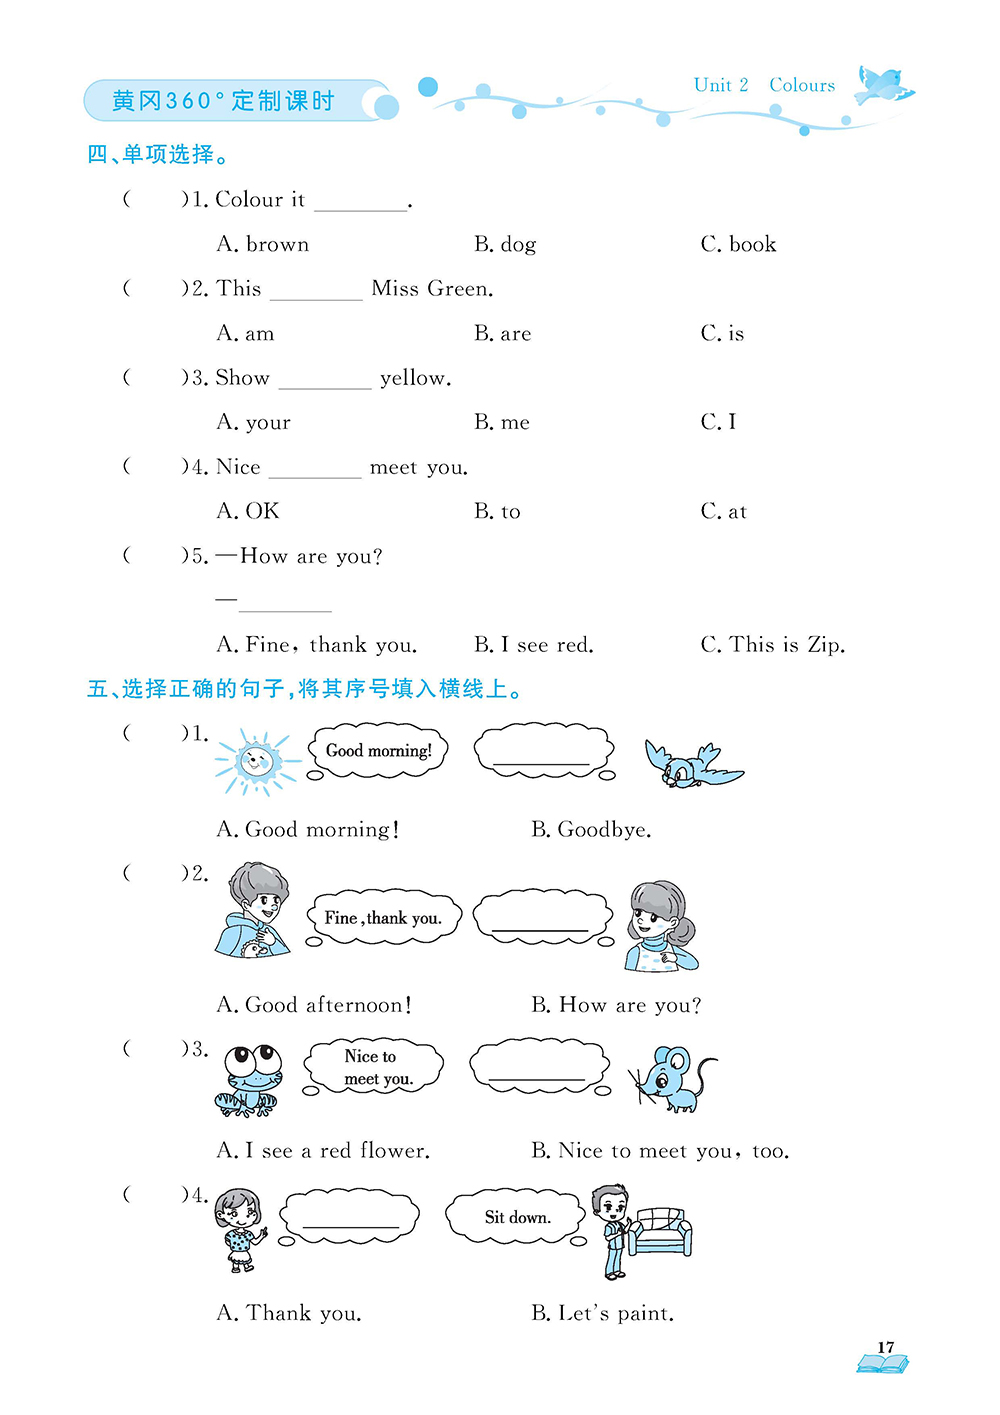 黄冈360°定制课时
Unit 2 Colours
四、单项选择。
( )1. Colour it ________.
A. brown B. dog C. book
( )2. This ________ Miss Green.
A. am B. are C. is
( )3. Show ________ yellow.
A. your B. me C. I
( )4. Nice ________ meet you.
A. OK B. to C. at
( )5. —How are you?
—________
A. Fine, thank you. B. I see red. C. This is Zip.
五、选择正确的句子,将其序号填入横线上。
( )1. Good morning! ________
A. Good morning! B. Goodbye.
( )2. Fine, thank you. ________
A. Good afternoon! B. How are you?
( )3. Nice to
meet you. ________
A. I see a red flower. B. Nice to meet you, too.
( )4. ________ Sit down.
A. Thank you. B. Let's paint.
17